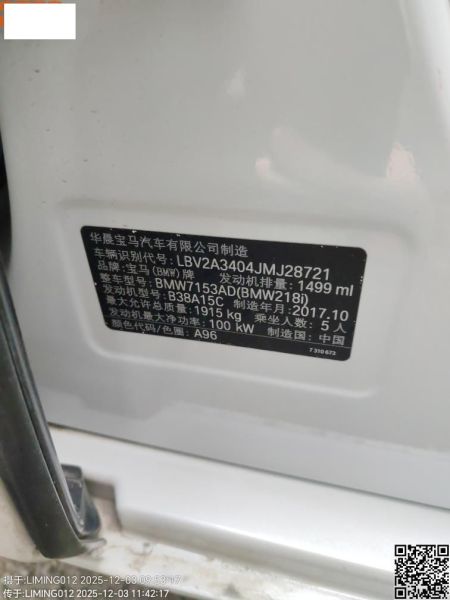 华晨宝马汽车有限公司制造
车辆识别代号: LBV2A3404JMJ28721
品牌: 宝马(BMW) 发动机排量: 1499 ml
整车型号: BMW7153AD(BMW218i)
发动机型号: B38A15C 制造年月: 2017.10
最大允许总质量: 1915 kg 乘坐人数: 5 人
发动机最大净功率: 100 kW 制造国: 中国
颜色代码/色圈: A96
7 310 673
摄于: LIMING012 2025-12-03 09:53:17
传于: LIMING012 2025-12-03 11:42:17